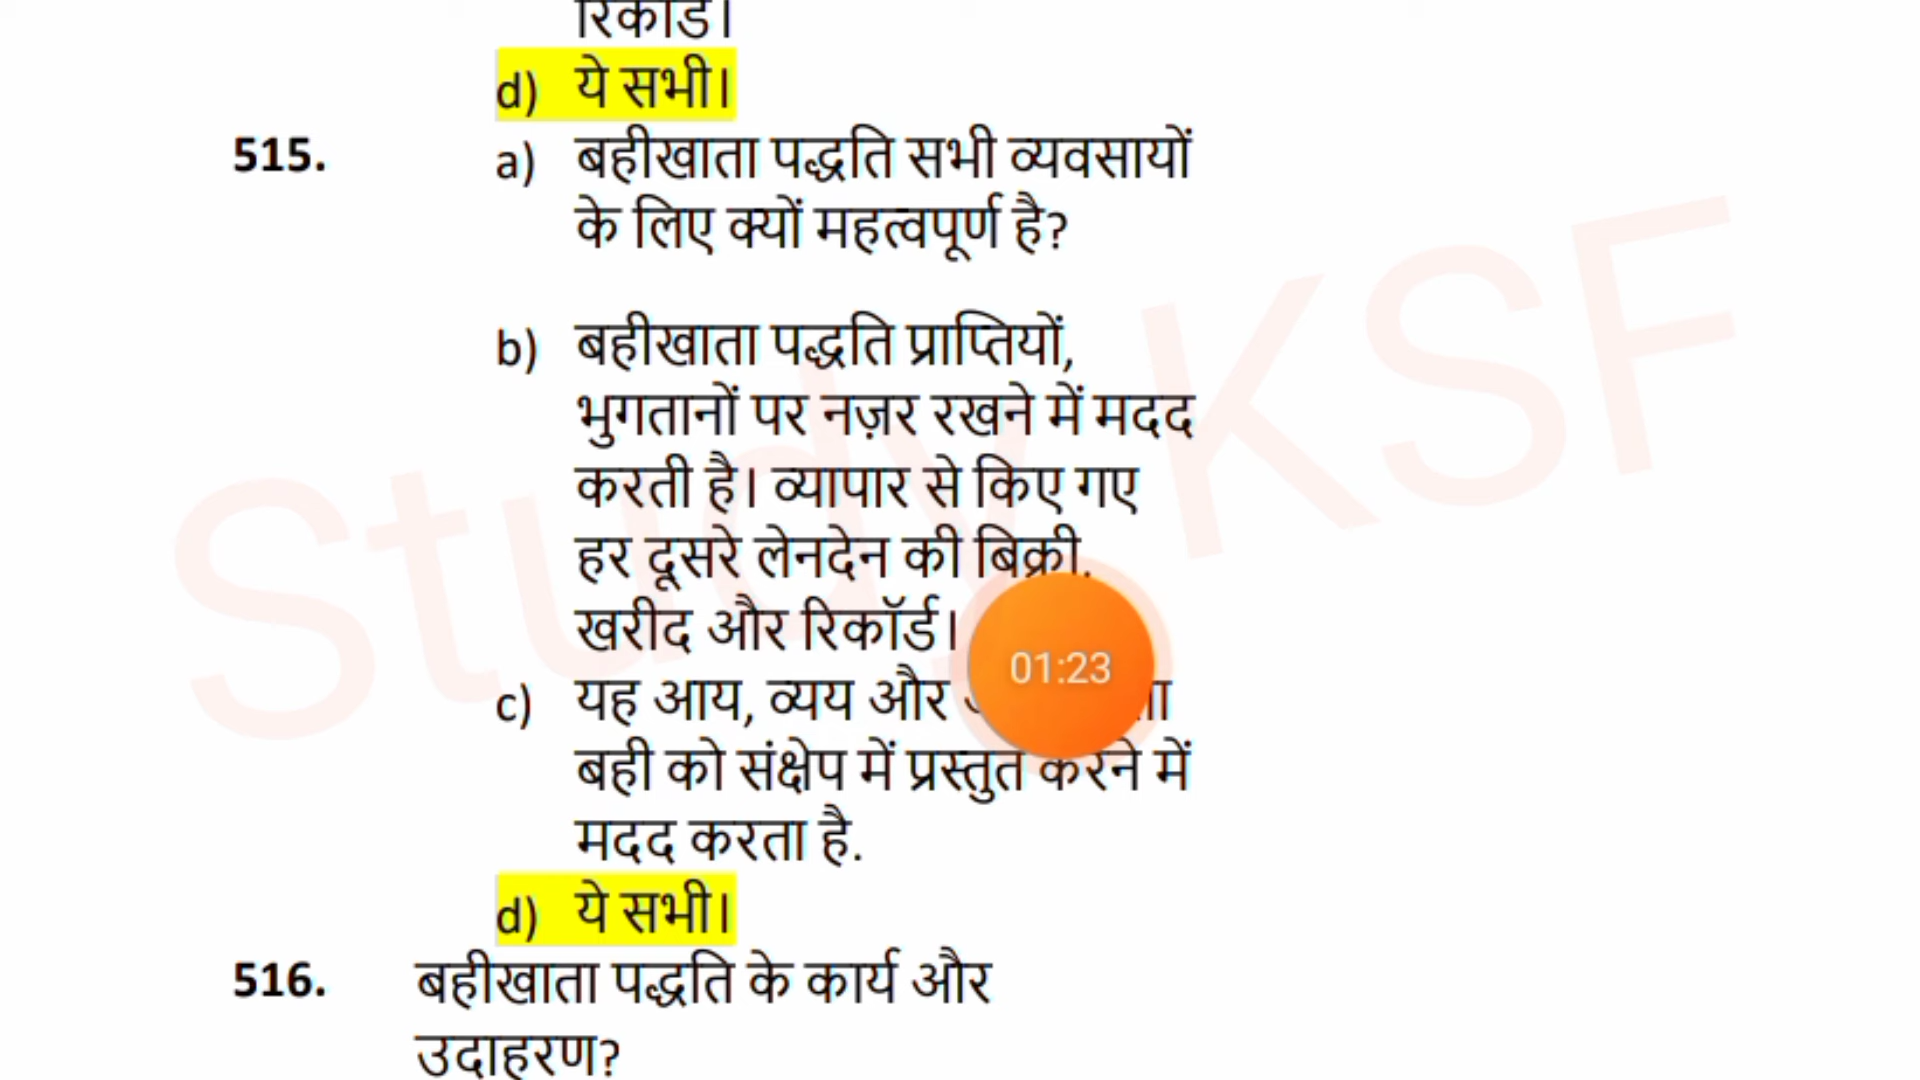 रिकॉर्ड।
d) ये सभी।
515. a) बहीखाता पद्धति सभी व्यवसायों
के लिए क्यों महत्वपूर्ण है?
b) बहीखाता पद्धति प्राप्तियों,
भुगतानों पर नज़र रखने में मदद
करती है। व्यापार से किए गए
हर दूसरे लेनदेन की बिक्री.
खरीद और रिकॉर्ड।
01:23
c) यह आय, व्यय और
बही को संक्षेप में प्रस्तुत करने में
मदद करता है.
d) ये सभी।
516. बहीखाता पद्धति के कार्य और
उदाहरण?
Study KSF